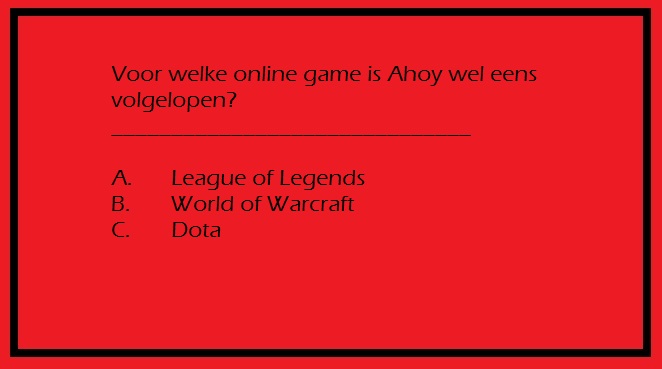 Voor welke online game is Ahoy wel eens
volgelopen?
A. League of Legends
B. World of Warcraft
C. Dota